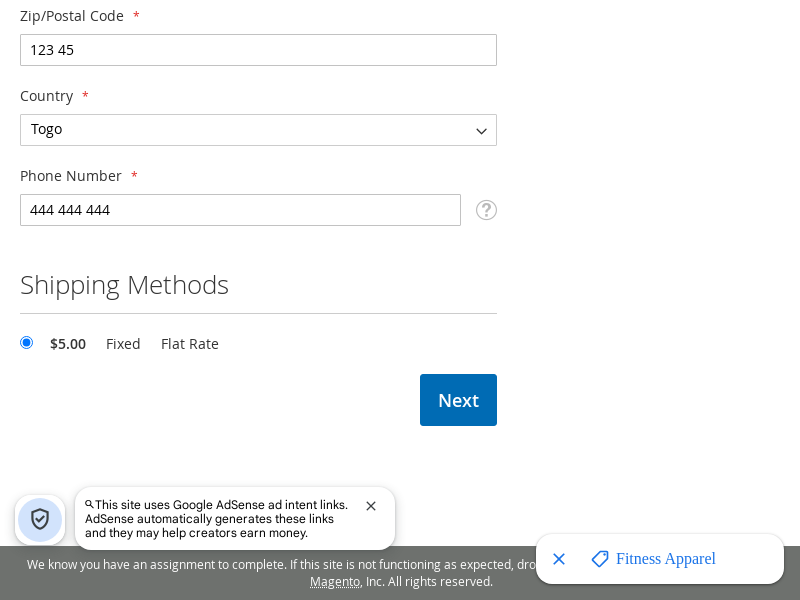 Zip/Postal Code *
123 45
Country *
Togo
Phone Number *
444 444 444
?
Shipping Methods
$5.00 Fixed Flat Rate
Next
This site uses Google AdSense ad intent links.
AdSense automatically generates these links
and they may help creators earn money.
Fitness Apparel
We know you have an assignment to complete. If this site is not functioning as expected, dro
Magento, Inc. All rights reserved.